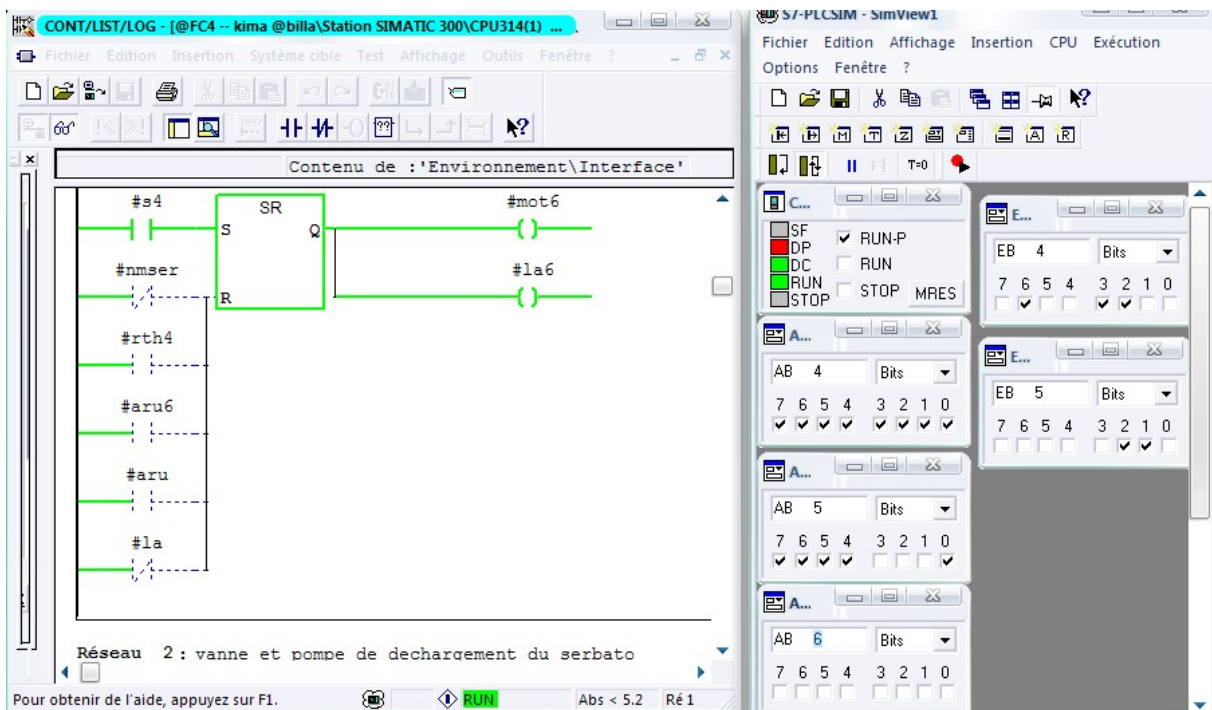 CONT/LIST/LOG - [@FC4 -- kima @billa\Station SIMATIC 300\CPU314(1) ...
Fichier Edition Insertion Système cible Test Affichage Outils Fenêtre ?
Contenu de :'Environnement\Interface'
#s4
SR
#mot6
S
Q
#nmser
#la6
R
#rth4
#aru6
#aru
#la
Réseau 2 : vanne et pompe de dechargement du serbato
Pour obtenir de l'aide, appuyez sur F1.
RUN
Abs < 5.2
Ré 1
S7-PLCSIM - SimView1
Fichier Edition Affichage Insertion CPU Exécution
Options Fenêtre ?
+1 T=0
C...
SF
DP
DC
RUN
STOP
RUN-P
RUN
STOP
MRES
E...
EB 4
Bits
7 6 5 4 3 2 1 0
A...
AB 4
Bits
7 6 5 4 3 2 1 0
E...
EB 5
Bits
7 6 5 4 3 2 1 0
A...
AB 5
Bits
7 6 5 4 3 2 1 0
A...
AB 6
Bits
7 6 5 4 3 2 1 0